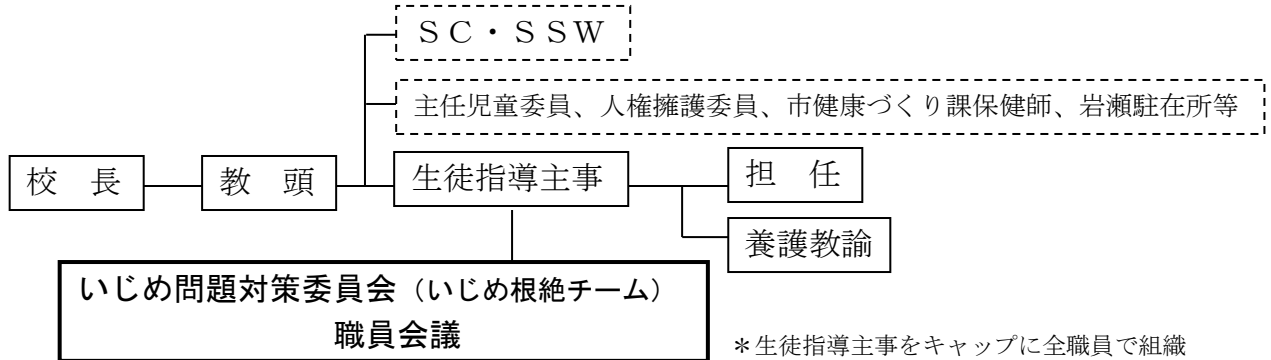 ＳＣ・ＳＳＷ
主任児童委員、人権擁護委員、市健康づくり課保健師、岩瀬駐在所等
校　長
教　頭
生徒指導主事
担　任
養護教諭
いじめ問題対策委員会（いじめ根絶チーム）
職員会議
＊生徒指導主事をキャップに全職員で組織